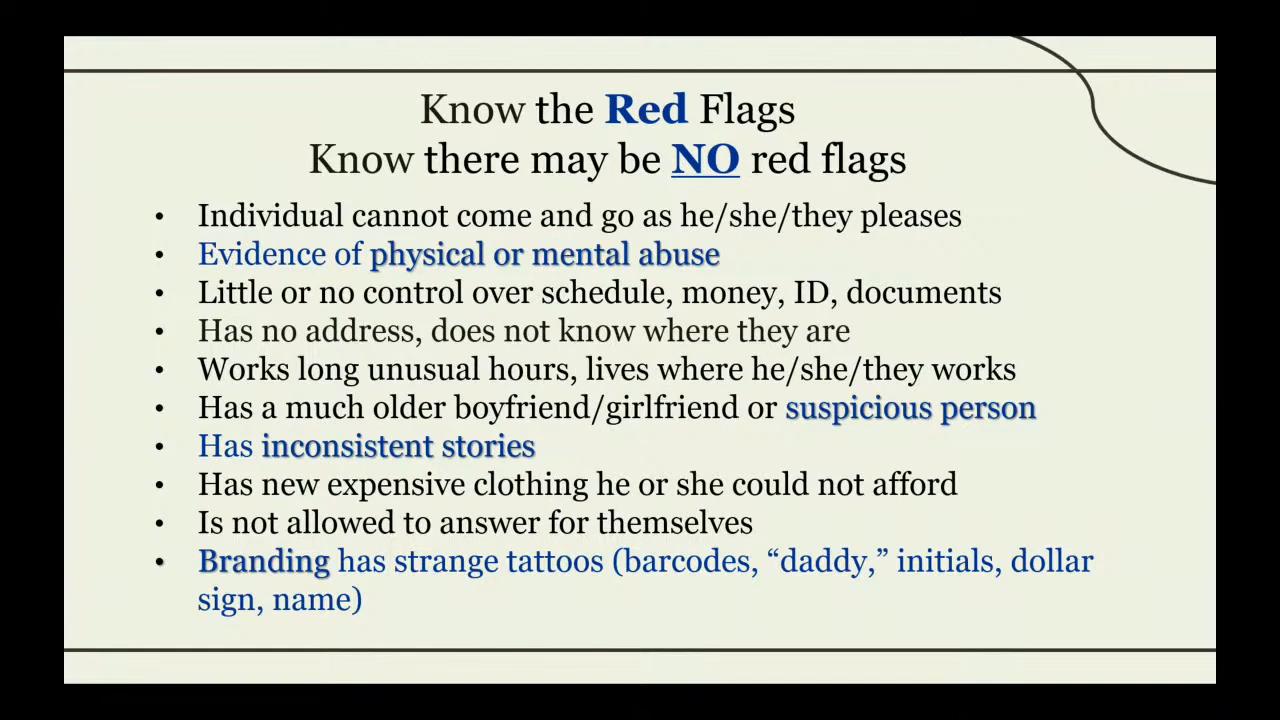 Know the Red Flags
Know there may be NO red flags
• Individual cannot come and go as he/she/they pleases
• Evidence of physical or mental abuse
• Little or no control over schedule, money, ID, documents
• Has no address, does not know where they are
• Works long unusual hours, lives where he/she/they works
• Has a much older boyfriend/girlfriend or suspicious person
• Has inconsistent stories
• Has new expensive clothing he or she could not afford
• Is not allowed to answer for themselves
• Branding has strange tattoos (barcodes, “daddy,” initials, dollar
sign, name)